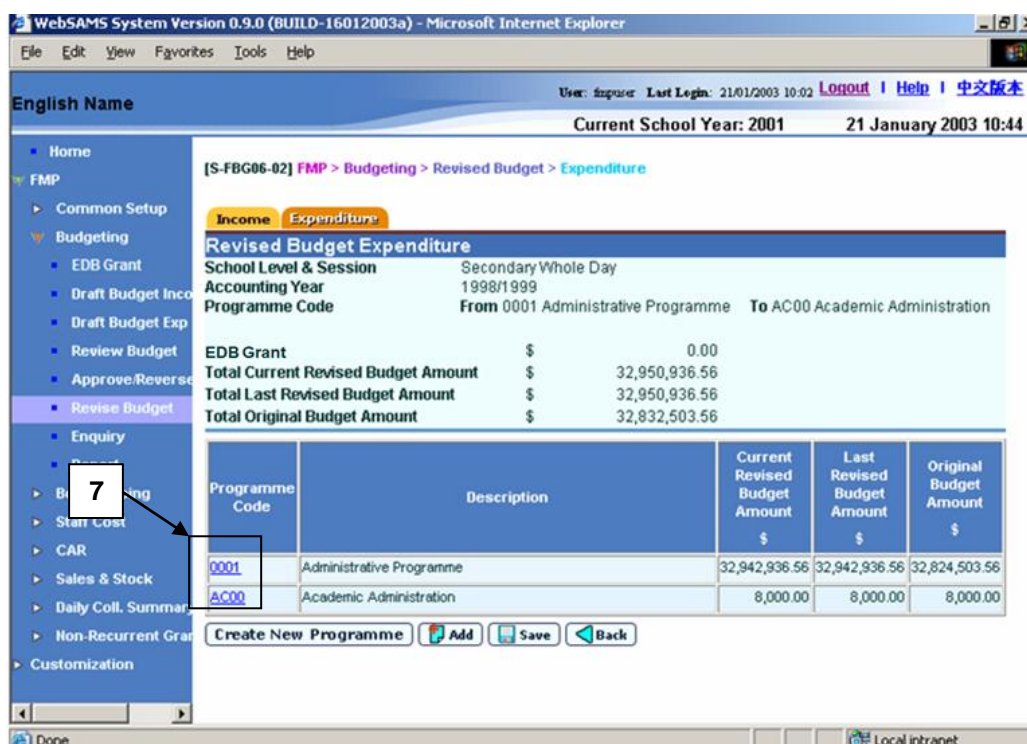 WebSAMS System Version 0.9.0 (BUILD-16012003a) - Microsoft Internet Explorer
File Edit View Favorites Tools Help
English Name
User: Last Login: 21/01/2003 10:02 Logout | Help | 中文版本
Current School Year: 2001 21 January 2003 10:44
Home
FMP
Common Setup
Budgeting
EDB Grant
Draft Budget Inco
Draft Budget Exp
Review Budget
Approve/Reverse
Revise Budget
Enquiry
7
Staff Cost
CAR
Sales & Stock
Daily Coll. Summar
Non-Recurrent Gran
Customization
[S-FBG06-02] FMP > Budgeting > Revised Budget > Expenditure
Income Expenditure
Revised Budget Expenditure
School Level & Session Secondary Whole Day
Accounting Year 1998/1999
Programme Code From 0001 Administrative Programme To AC00 Academic Administration
EDB Grant $ 0.00
Total Current Revised Budget Amount $ 32,950,936.56
Total Last Revised Budget Amount $ 32,950,936.56
Total Original Budget Amount $ 32,832,503.56
Programme Code Description Current Revised Budget Amount $ Last Revised Budget Amount $ Original Budget Amount $
0001 Administrative Programme 32,942,936.56 32,942,936.56 32,824,503.56
AC00 Academic Administration 8,000.00 8,000.00 8,000.00
Create New Programme Add Save Back
Done Local intranet